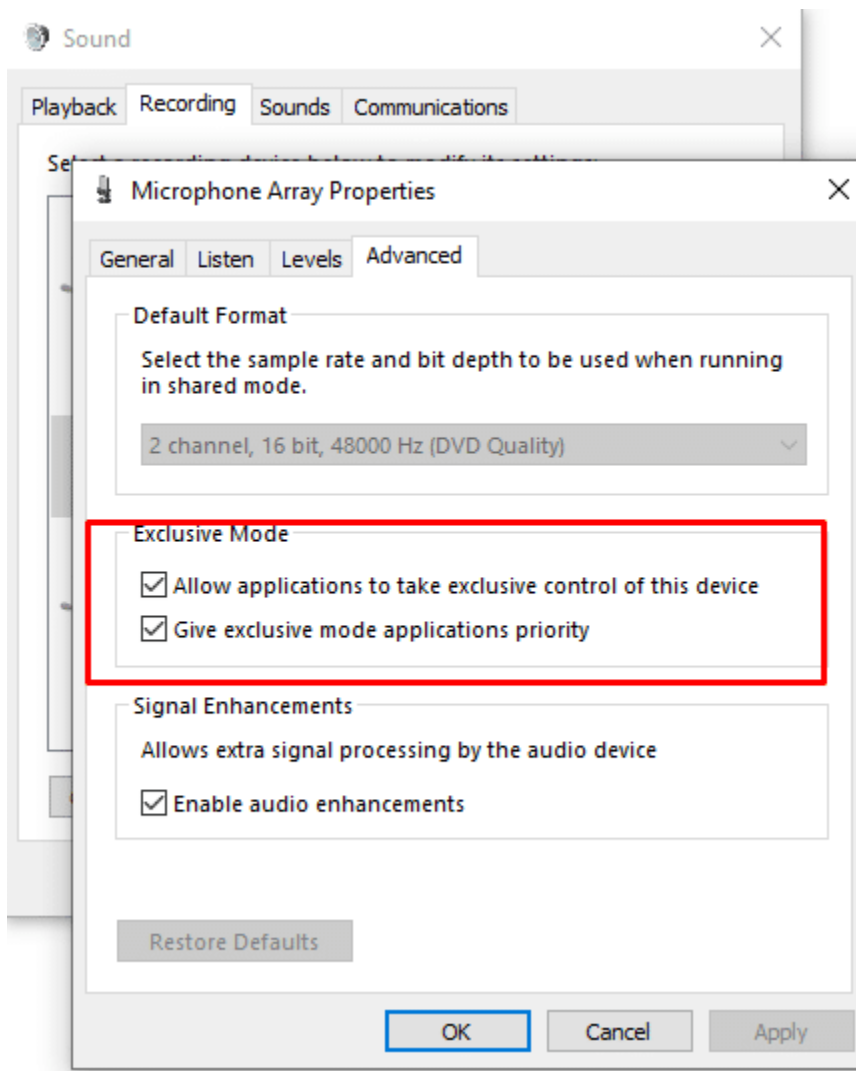 Sound
Playback Recording Sounds Communications
Microphone Array Properties
General Listen Levels Advanced
Default Format
Select the sample rate and bit depth to be used when running
in shared mode.
2 channel, 16 bit, 48000 Hz (DVD Quality)
Exclusive Mode
Allow applications to take exclusive control of this device
Give exclusive mode applications priority
Signal Enhancements
Allows extra signal processing by the audio device
Enable audio enhancements
Restore Defaults
OK Cancel Apply